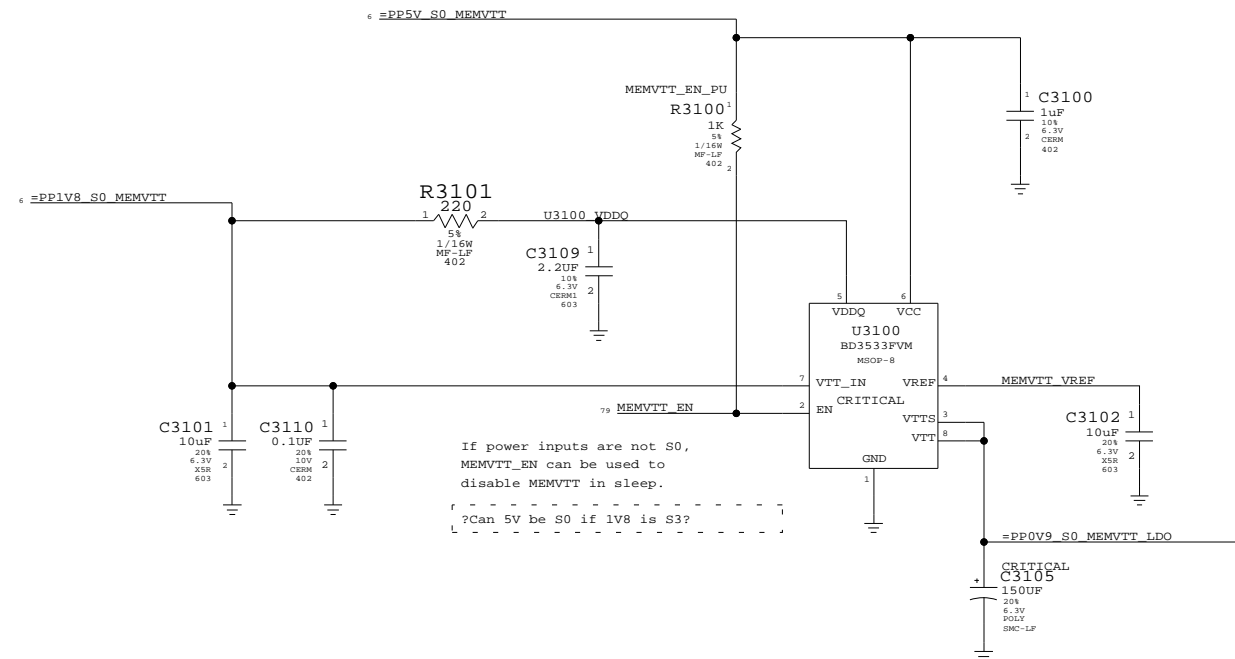 6 =PP5V_S0_MEMVTT
MEMVTT_EN_PU
R3100 1
1K
5%
1/16W
MF-LF
402
2
1 C3100
1uF
10%
6.3V
CERM
402
2
6 =PP1V8_S0_MEMVTT
R3101
1 220 2
5%
1/16W
MF-LF
402
U3100_VDDQ
C3109 1
2.2UF
10%
6.3V
CERM1
603
2
5 6
VDDQ VCC
U3100
BD3533FVM
MSOP-8
7 VTT_IN VREF 4
MEMVTT_VREF
CRITICAL
79 MEMVTT_EN
2 EN
VTTS 3
VTT 8
GND
1
C3101 1
10uF
20%
6.3V
X5R
603
2
C3110 1
0.1UF
20%
10V
CERM
402
2
C3102 1
10uF
20%
6.3V
X5R
603
2
If power inputs are not S0,
MEMVTT_EN can be used to
disable MEMVTT in sleep.
?Can 5V be S0 if 1V8 is S3?
=PP0V9_S0_MEMVTT_LDO
CRITICAL
+ C3105
150UF
20%
6.3V
POLY
SMC-LF